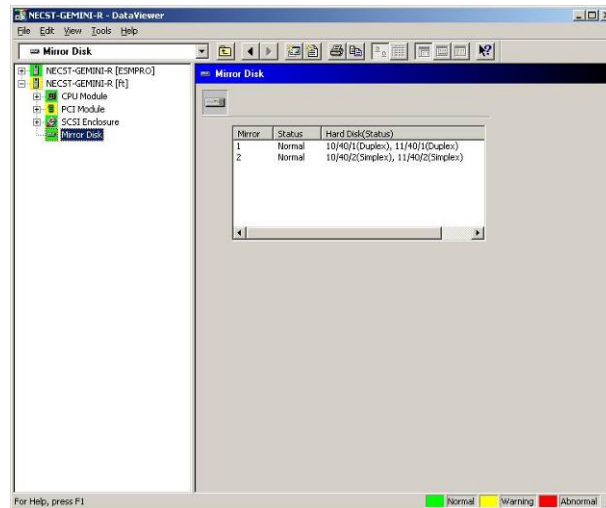 NECST-GEMINI-R - DataViewer
File Edit View Tools Help
Mirror Disk
NECST-GEMINI-R [ESMPRO]
NECST-GEMINI-R [ft]
CPU Module
PCI Module
SCSI Enclosure
Mirror Disk
Mirror Disk
Mirror Status Hard Disk(Status)
1 Normal 10/40/1(Duplex), 11/40/1(Duplex)
2 Normal 10/40/2(Simplex), 11/40/2(Simplex)
For Help, press F1
Normal Warning Abnormal